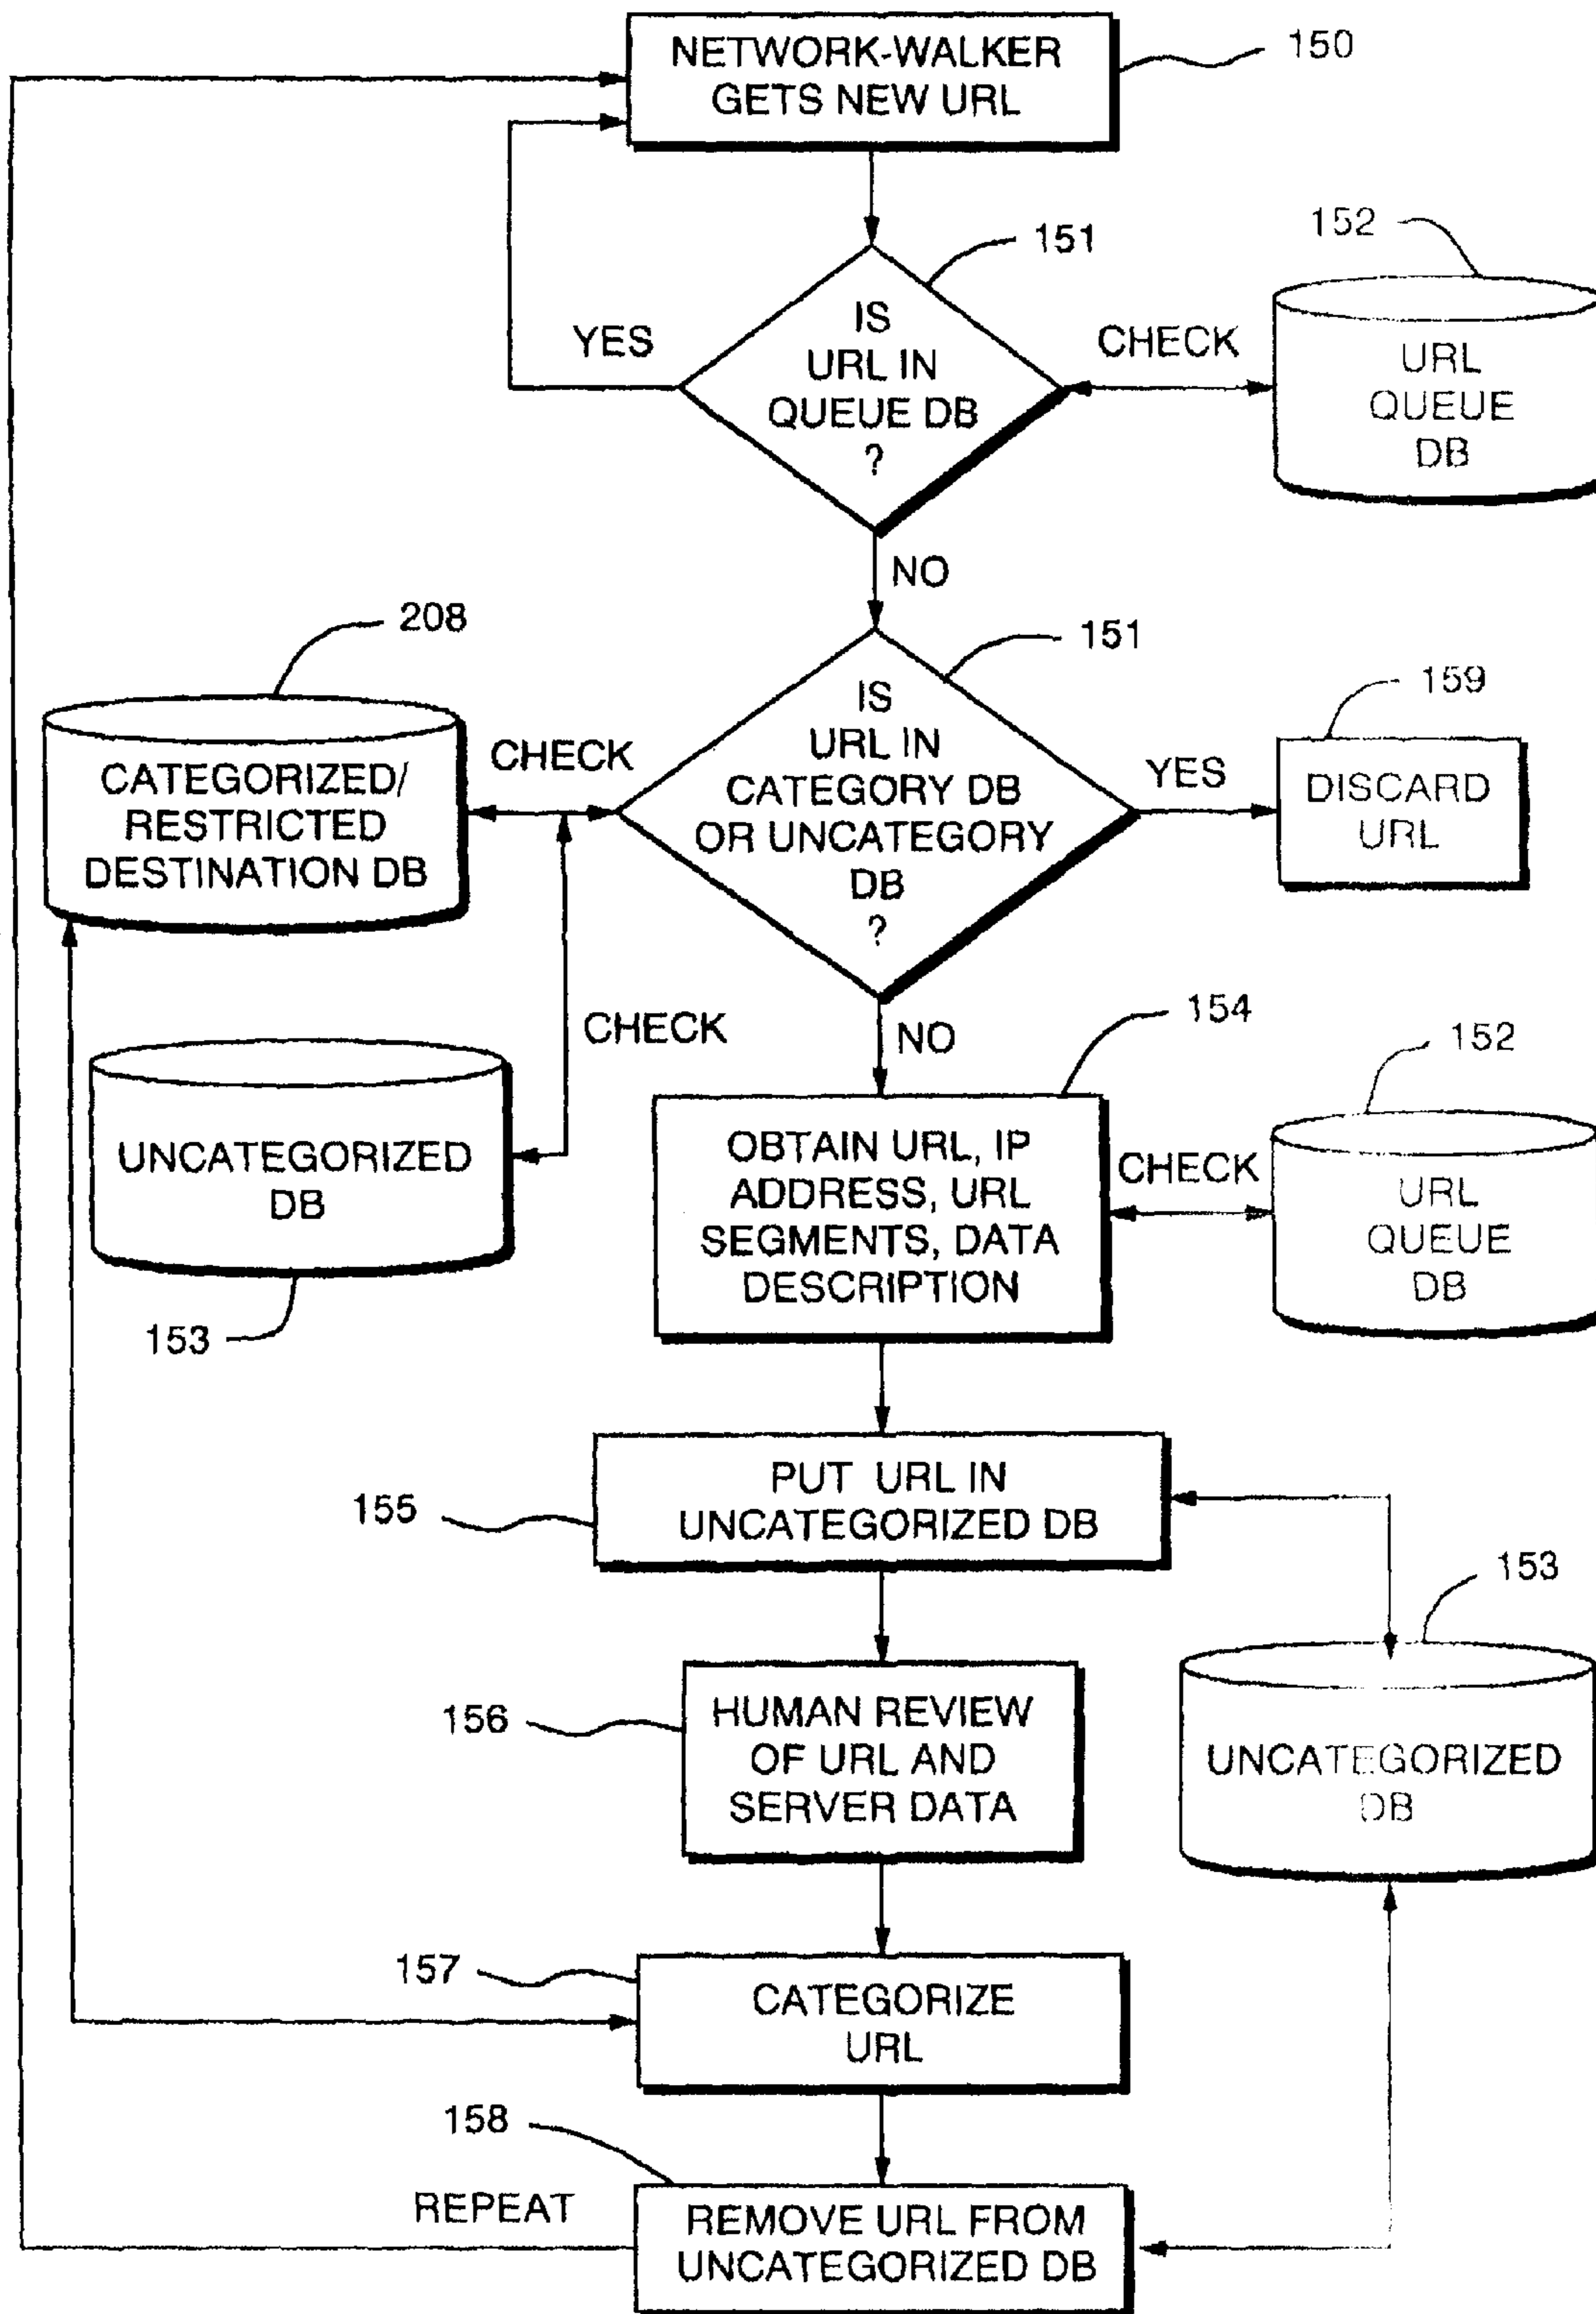 NETWORK-WALKER
GETS NEW URL
150
151
152
IS
URL IN
QUEUE DB
?
YES
CHECK
URL
QUEUE
DB
NO
208
151
159
CATEGORIZED/
RESTRICTED
DESTINATION DB
CHECK
IS
URL IN
CATEGORY DB
OR UNCATEGORY
DB
?
YES
DISCARD
URL
CHECK
NO
154
152
UNCATEGORIZED
DB
153
OBTAIN URL, IP
ADDRESS, URL
SEGMENTS, DATA
DESCRIPTION
CHECK
URL
QUEUE
DB
155
PUT URL IN
UNCATEGORIZED DB
153
156
HUMAN REVIEW
OF URL AND
SERVER DATA
UNCATEGORIZED
DB
157
CATEGORIZE
URL
158
REPEAT
REMOVE URL FROM
UNCATEGORIZED DB